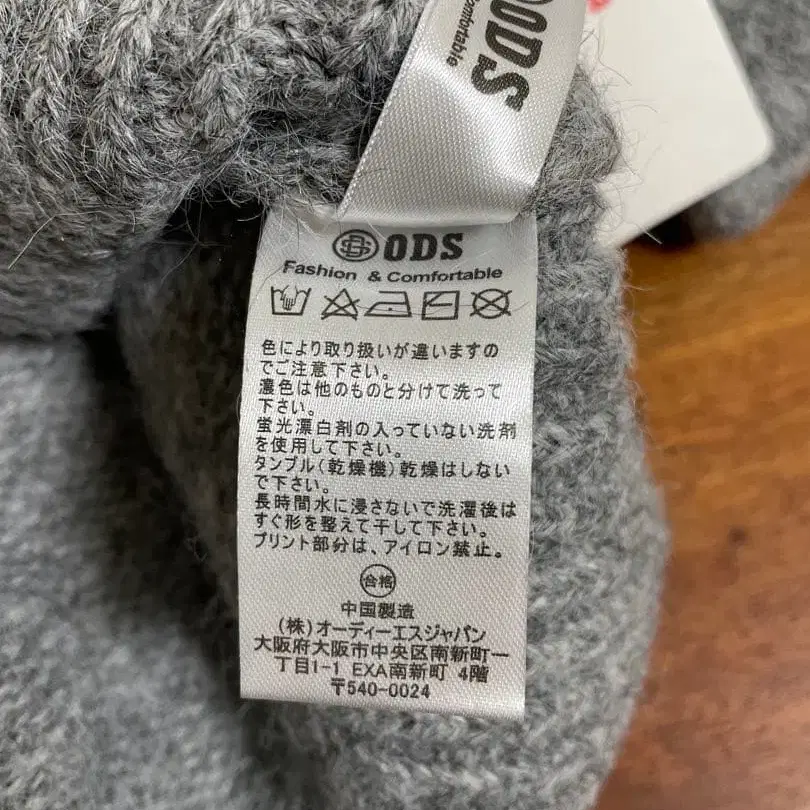 ODS
Comfortable
ODS
Fashion & Comfortable
色により取り扱いが違いますの
でご注意下さい。
濃色は他のものと分けて洗って
下さい。
蛍光漂白剤の入っていない洗剤
を使用して下さい。
タンブル(乾燥機)乾燥はしない
で下さい。
長時間水に浸さないで洗濯後は
すぐ形を整えて干して下さい。
プリント部分は、アイロン禁止。
合格
中国製造
(株)オーディーエスジャパン
大阪府大阪市中央区南新町一
丁目1-1 EXA南新町 4階
〒540-0024